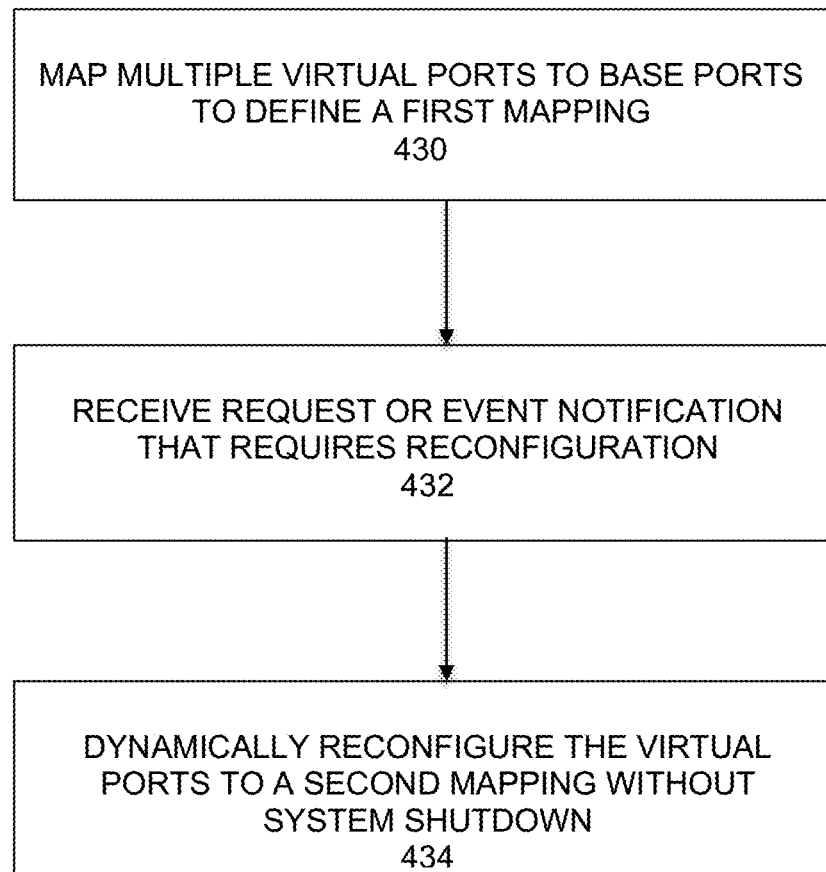 MAP MULTIPLE VIRTUAL PORTS TO BASE PORTS
TO DEFINE A FIRST MAPPING
430
RECEIVE REQUEST OR EVENT NOTIFICATION
THAT REQUIRES RECONFIGURATION
432
DYNAMICALLY RECONFIGURE THE VIRTUAL
PORTS TO A SECOND MAPPING WITHOUT
SYSTEM SHUTDOWN
434